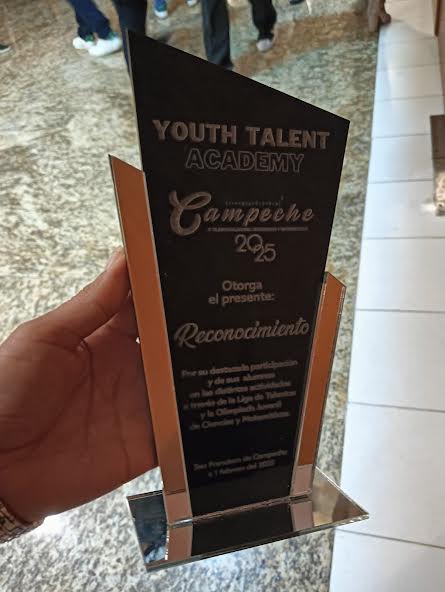 YOUTH TALENT
ACADEMY
Campeche
2025
Otorga
el presente:
Reconocimiento
Por su destacada participación
y de sus alumnos
en las distintas actividades
a través de la Liga de Talentos
y la Olimpiada Juvenil
de Ciencias y Matemáticas.
San Francisco de Campeche
a 1 febrero del 2025